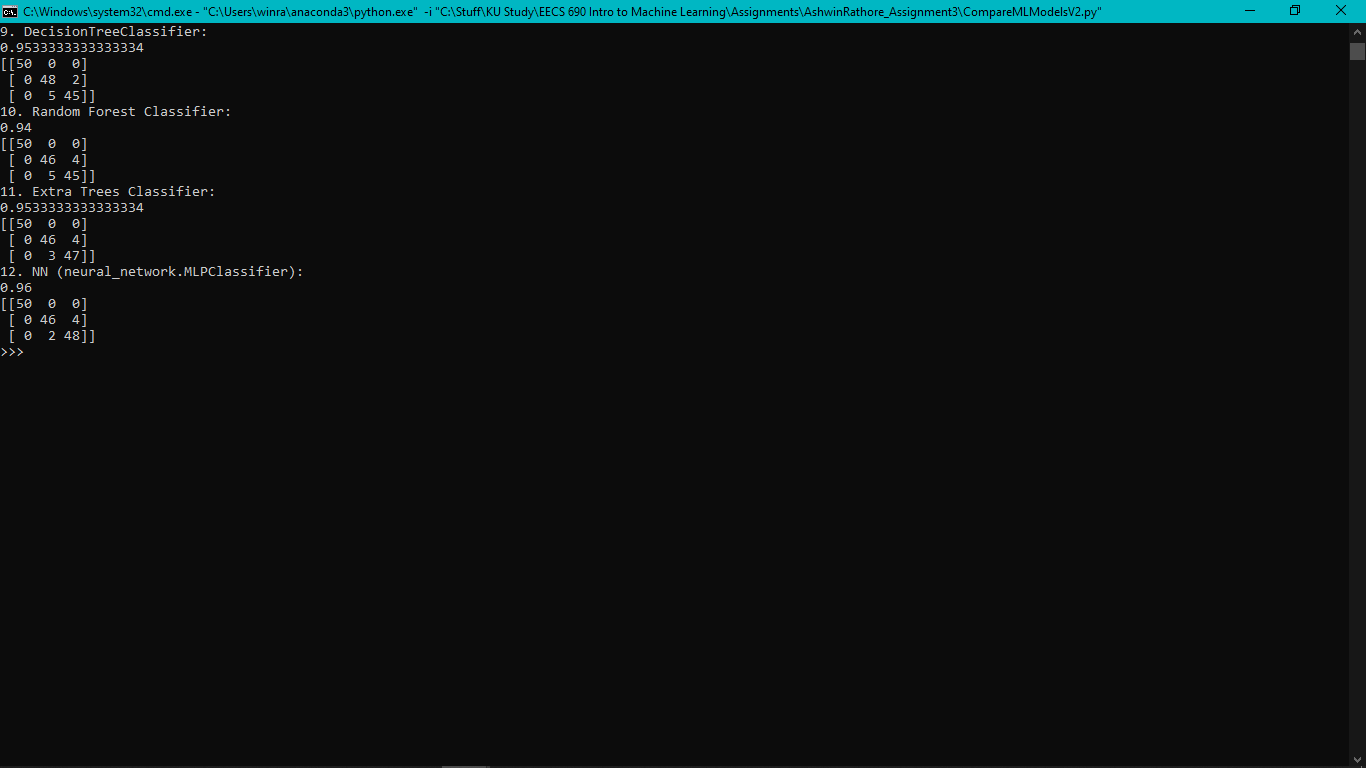 C:\Windows\system32\cmd.exe - "C:\Users\winra\anaconda3\python.exe"  -i "C:\Stuff\KU Study\EECS 690 Intro to Machine Learning\Assignments\AshwinRathore_Assignment3\CompareMLModelsV2.py"
9. DecisionTreeClassifier:
0.9533333333333334
[[50  0  0]
 [ 0 48  2]
 [ 0  5 45]]
10. Random Forest Classifier:
0.94
[[50  0  0]
 [ 0 46  4]
 [ 0  5 45]]
11. Extra Trees Classifier:
0.9533333333333334
[[50  0  0]
 [ 0 46  4]
 [ 0  3 47]]
12. NN (neural_network.MLPClassifier):
0.96
[[50  0  0]
 [ 0 46  4]
 [ 0  2 48]]
>>>